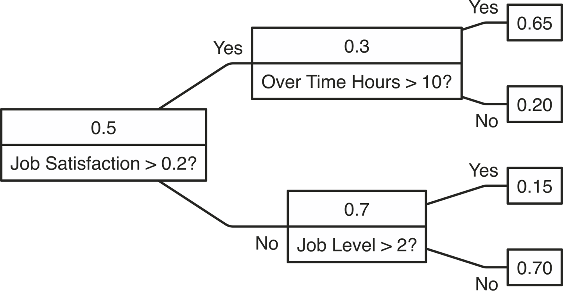 Yes
0.65
Yes
0.3
Over Time Hours > 10?
0.20
No
0.5
Job Satisfaction > 0.2?
Yes
0.15
0.7
No
Job Level > 2?
0.70
No